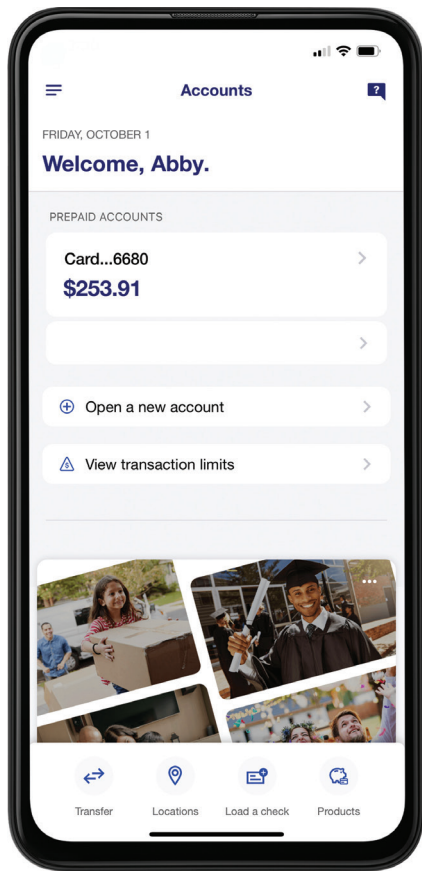 Accounts
?
FRIDAY, OCTOBER 1
Welcome, Abby.
PREPAID ACCOUNTS
Card...6680
$253.91
Open a new account
View transaction limits
Transfer Locations Load a check Products